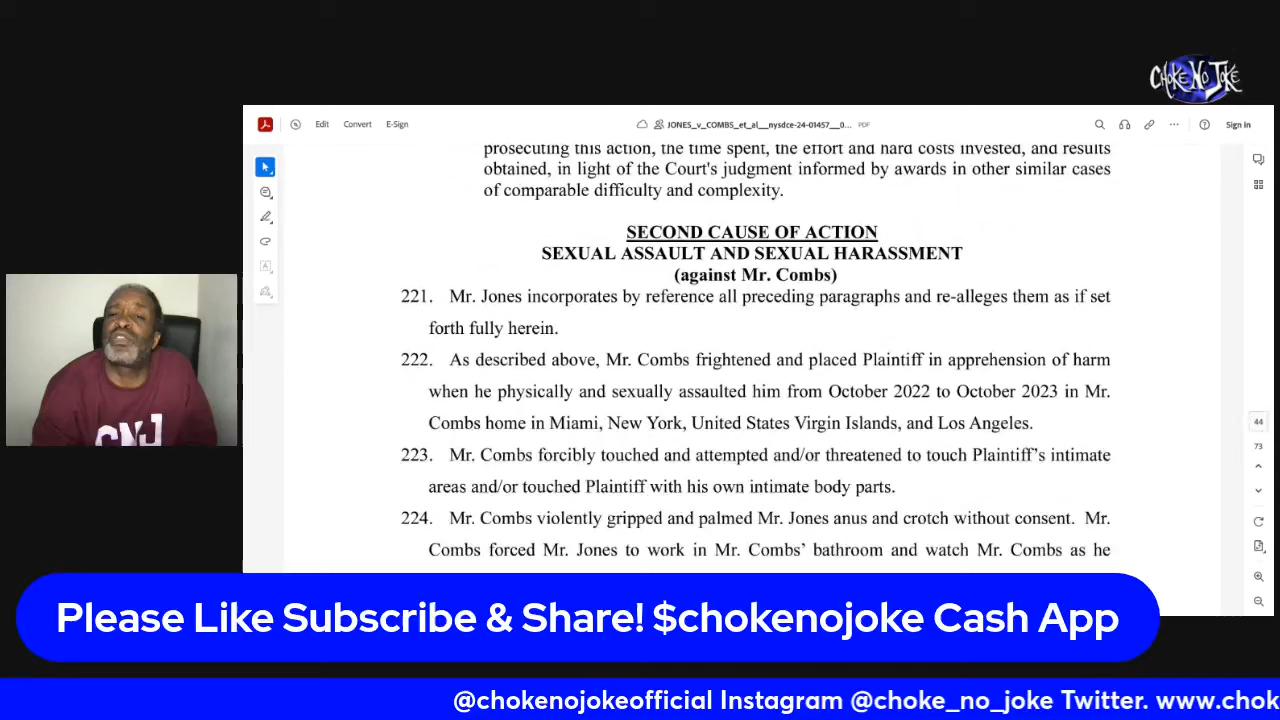 CHOKE NO JOKE
Edit Convert E-Sign
JONES_v_COMBS_et_al__nysdce-24-01457__0... PDF
Sign in
prosecuting this action, the time spent, the effort and hard costs invested, and results
obtained, in light of the Court's judgment informed by awards in other similar cases
of comparable difficulty and complexity.
SECOND CAUSE OF ACTION
SEXUAL ASSAULT AND SEXUAL HARASSMENT
(against Mr. Combs)
221. Mr. Jones incorporates by reference all preceding paragraphs and re-alleges them as if set
forth fully herein.
222. As described above, Mr. Combs frightened and placed Plaintiff in apprehension of harm
when he physically and sexually assaulted him from October 2022 to October 2023 in Mr.
Combs home in Miami, New York, United States Virgin Islands, and Los Angeles.
223. Mr. Combs forcibly touched and attempted and/or threatened to touch Plaintiff's intimate
areas and/or touched Plaintiff with his own intimate body parts.
224. Mr. Combs violently gripped and palmed Mr. Jones anus and crotch without consent. Mr.
Combs forced Mr. Jones to work in Mr. Combs' bathroom and watch Mr. Combs as he
44
73
CNJ
Please Like Subscribe & Share! $chokenojoke Cash App
@chokenojokeofficial Instagram @choke_no_joke Twitter. www.chok